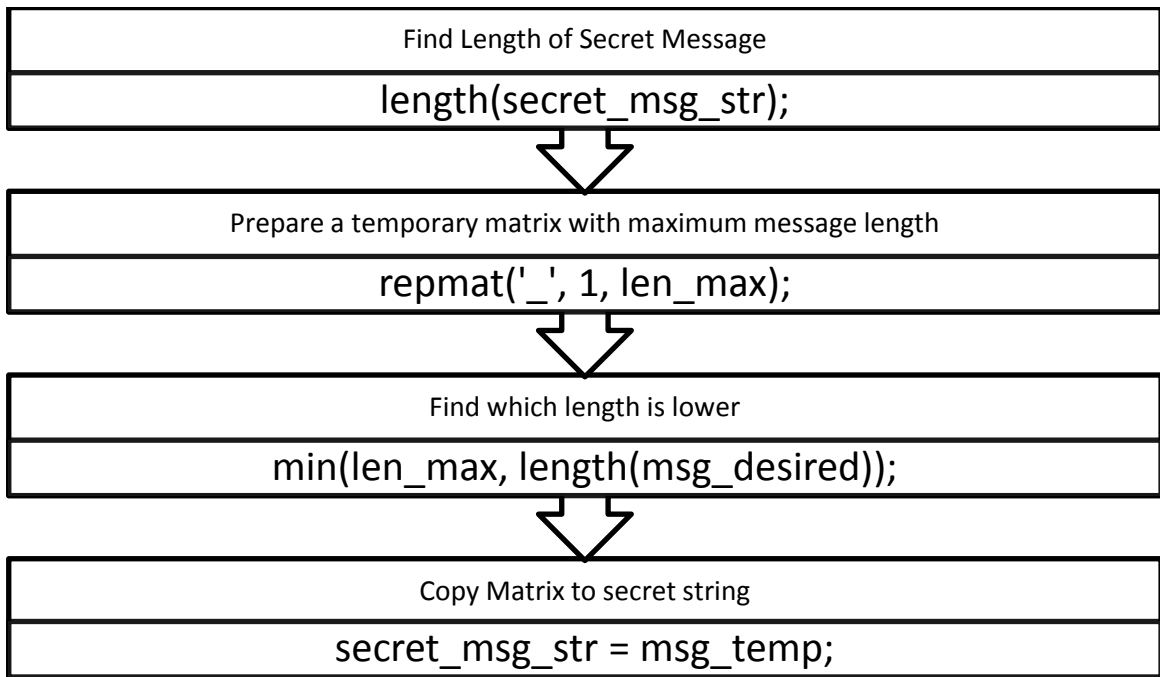 Find Length of Secret Message
length(secret_msg_str);
Prepare a temporary matrix with maximum message length
repmat('_', 1, len_max);
Find which length is lower
min(len_max, length(msg_desired));
Copy Matrix to secret string
secret_msg_str = msg_temp;